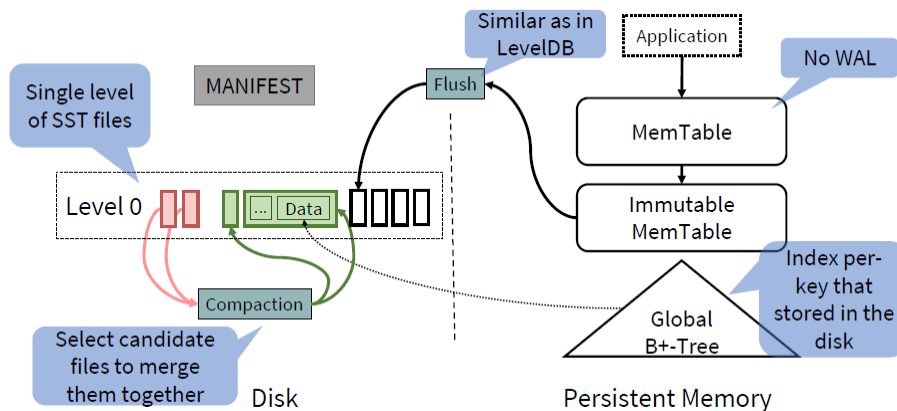 Similar as in
LevelDB
Application
No WAL
Single level
of SST files
MANIFEST
Flush
MemTable
Level 0
...
Data
Immutable
MemTable
Index per-
key that
stored in the
disk
Compaction
Global
B+-Tree
Select candidate
files to merge
them together
Disk
Persistent Memory